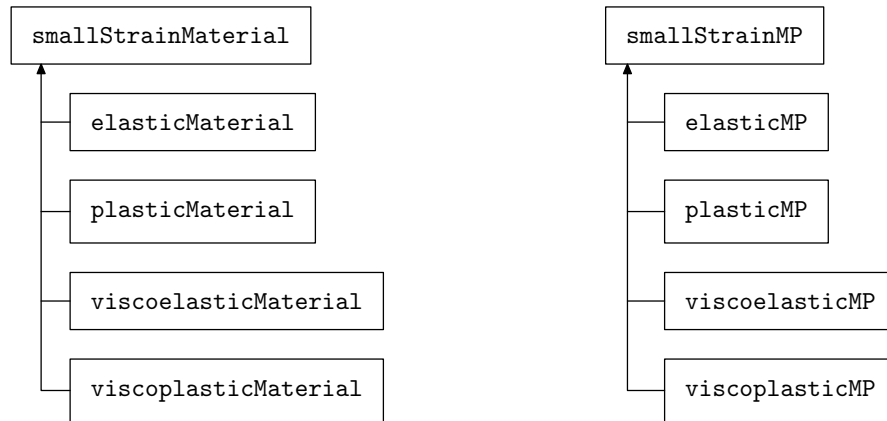 smallStrainMaterial
elasticMaterial
plasticMaterial
viscoelasticMaterial
viscoplasticMaterial
smallStrainMP
elasticMP
plasticMP
viscoelasticMP
viscoplasticMP